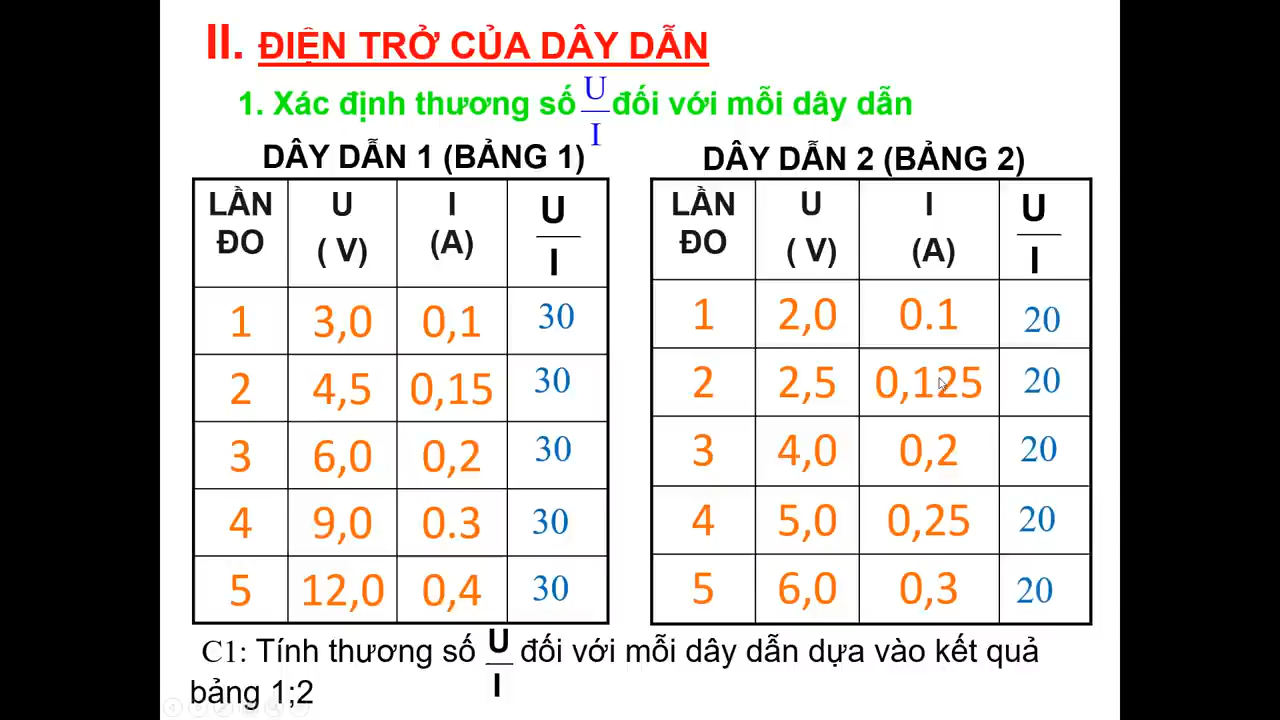 II. ĐIỆN TRỞ CỦA DÂY DẪN
1. Xác định thương số U/I đối với mỗi dây dẫn
DÂY DẪN 1 (BẢNG 1)
LẦN ĐO U ( V) I (A) U/I
1 3,0 0,1 30
2 4,5 0,15 30
3 6,0 0,2 30
4 9,0 0.3 30
5 12,0 0,4 30
DÂY DẪN 2 (BẢNG 2)
LẦN ĐO U ( V) I (A) U/I
1 2,0 0.1 20
2 2,5 0,125 20
3 4,0 0,2 20
4 5,0 0,25 20
5 6,0 0,3 20
C1: Tính thương số U/I đối với mỗi dây dẫn dựa vào kết quả
bảng 1;2